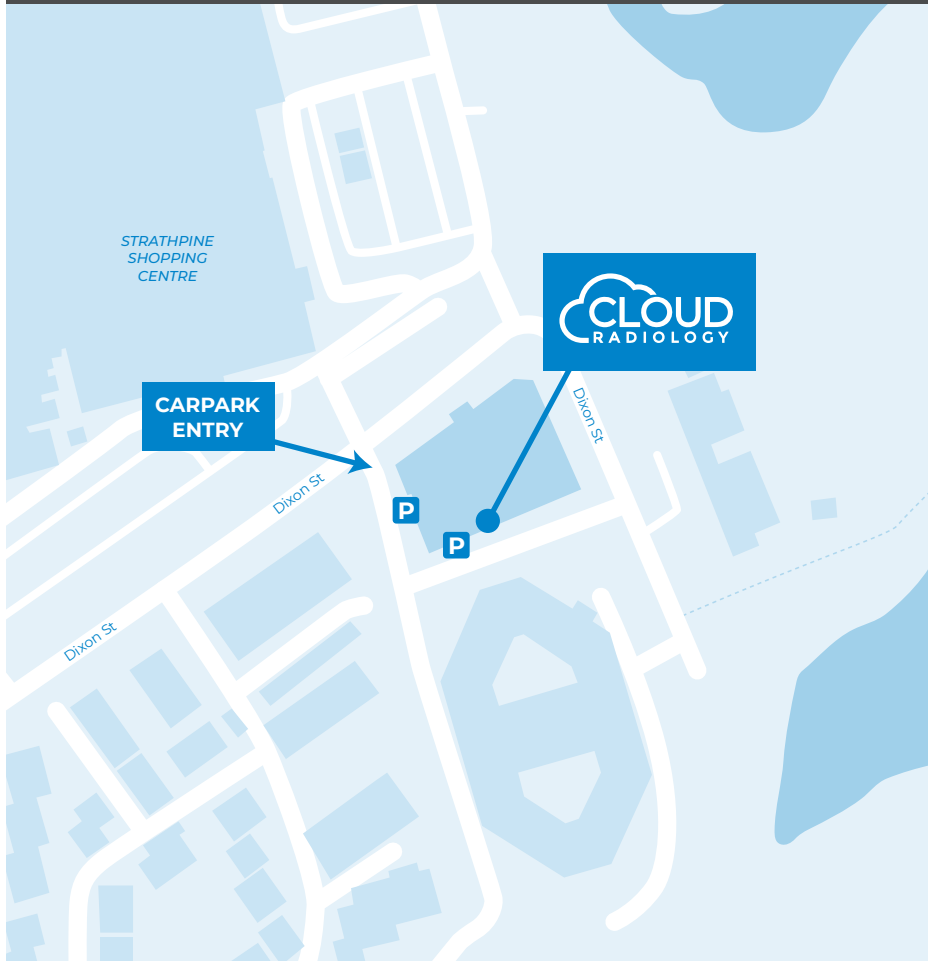 STRATHPINE
SHOPPING
CENTRE
CLOUD
RADIOLOGY
CARPARK
ENTRY
Dixon St
Dixon St
P
P
Dixon St